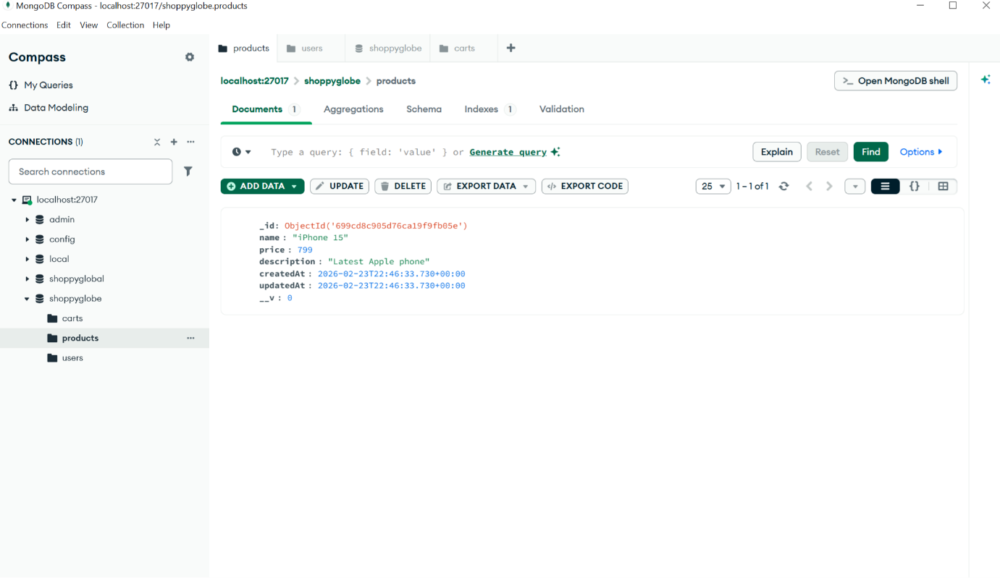 MongoDB Compass - localhost:27017/shoppyglobe.products
Connections Edit View Collection Help
Compass
My Queries
Data Modeling
CONNECTIONS (1)
Search connections
localhost:27017
admin
config
local
shoppyglobal
shoppyglobe
carts
products
users
products users shoppyglobe carts
localhost:27017 > shoppyglobe > products
>_ Open MongoDB shell
Documents 1 Aggregations Schema Indexes 1 Validation
Type a query: { field: 'value' } or Generate query
Explain Reset Find Options
ADD DATA UPDATE DELETE EXPORT DATA EXPORT CODE
25 1 – 1 of 1
_id: ObjectId('699cd8c905d76ca19f9fb05e')
name : "iPhone 15"
price : 799
description : "Latest Apple phone"
createdAt : 2026-02-23T22:46:33.730+00:00
updatedAt : 2026-02-23T22:46:33.730+00:00
__v : 0